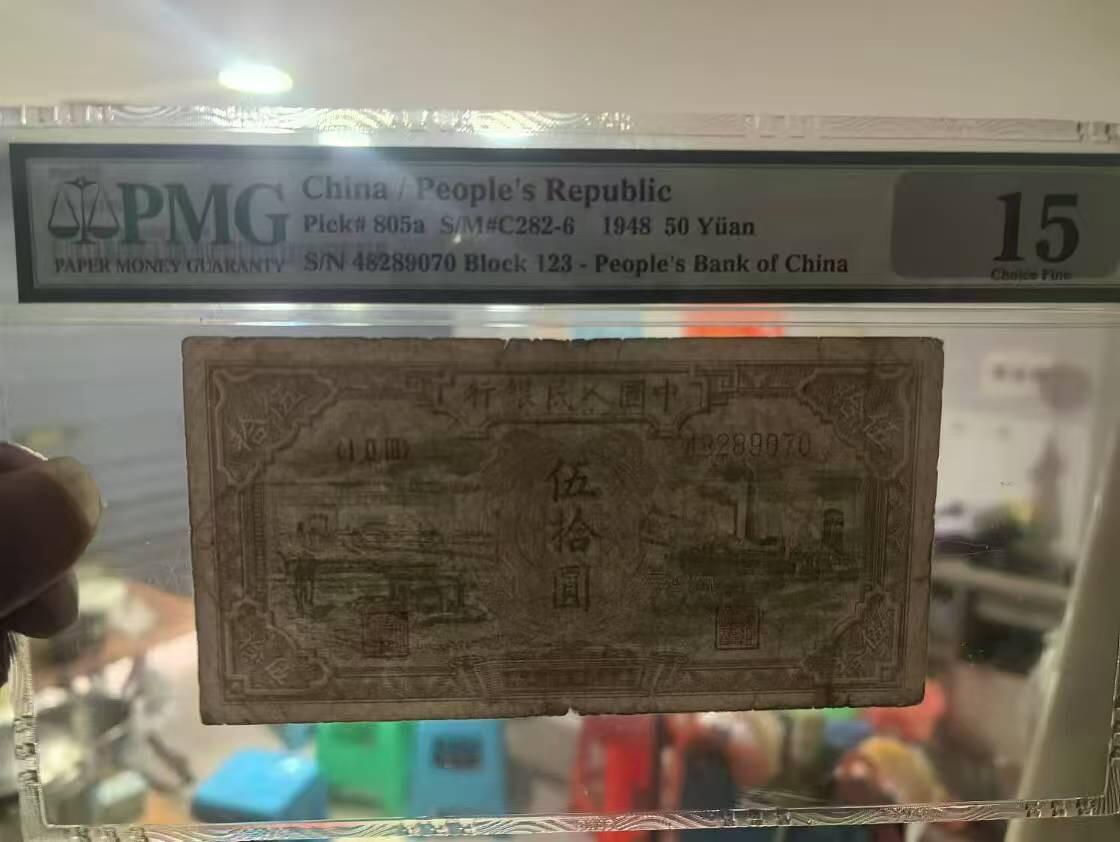 PMG
PAPER MONEY GUARANTY
China / People's Republic
Pick# 805a S/M#C282-6 1948 50 Yüan
S/N 48289070 Block 123 - People's Bank of China
15
Choice Fine
行銀民人國中
48289070
伍
拾
圓